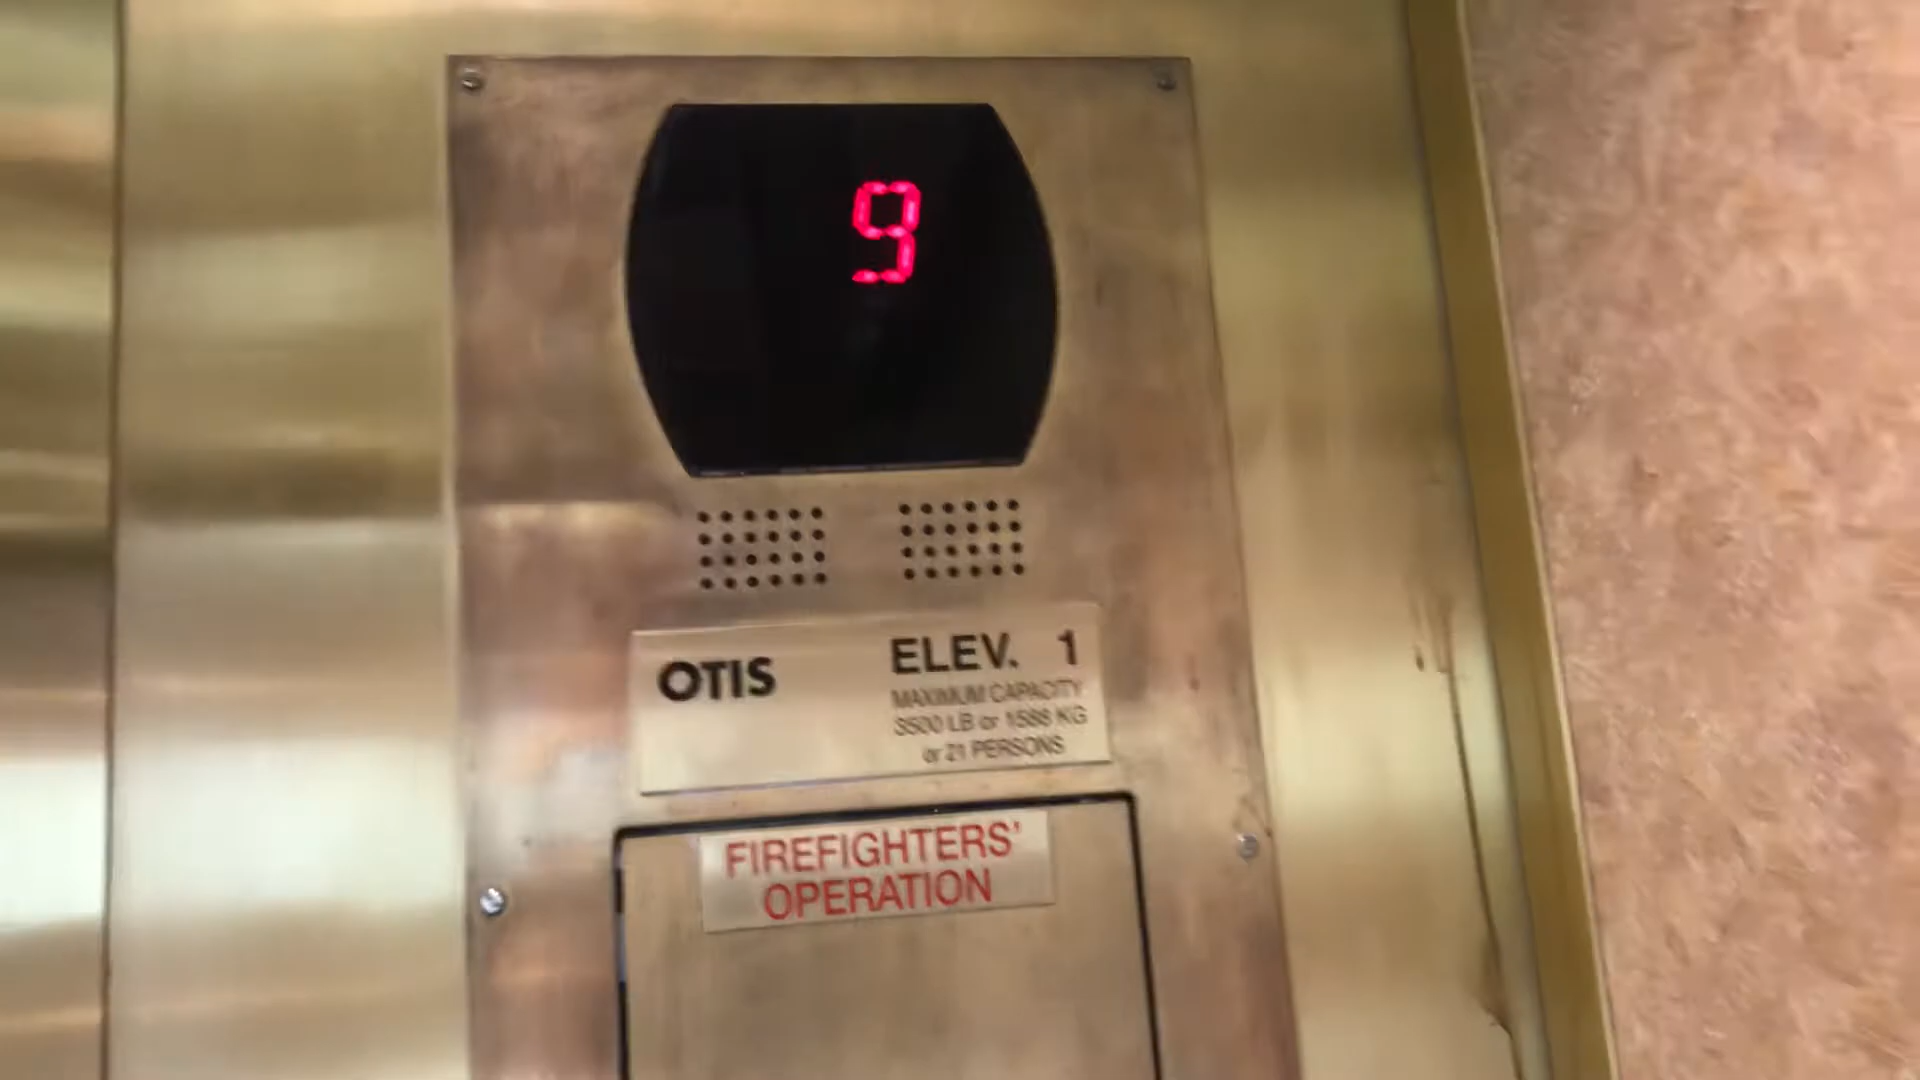 9
OTIS
ELEV. 1
MAXIMUM CAPACITY
3500 LB or 1588 KG
or 21 PERSONS
FIREFIGHTERS'
OPERATION